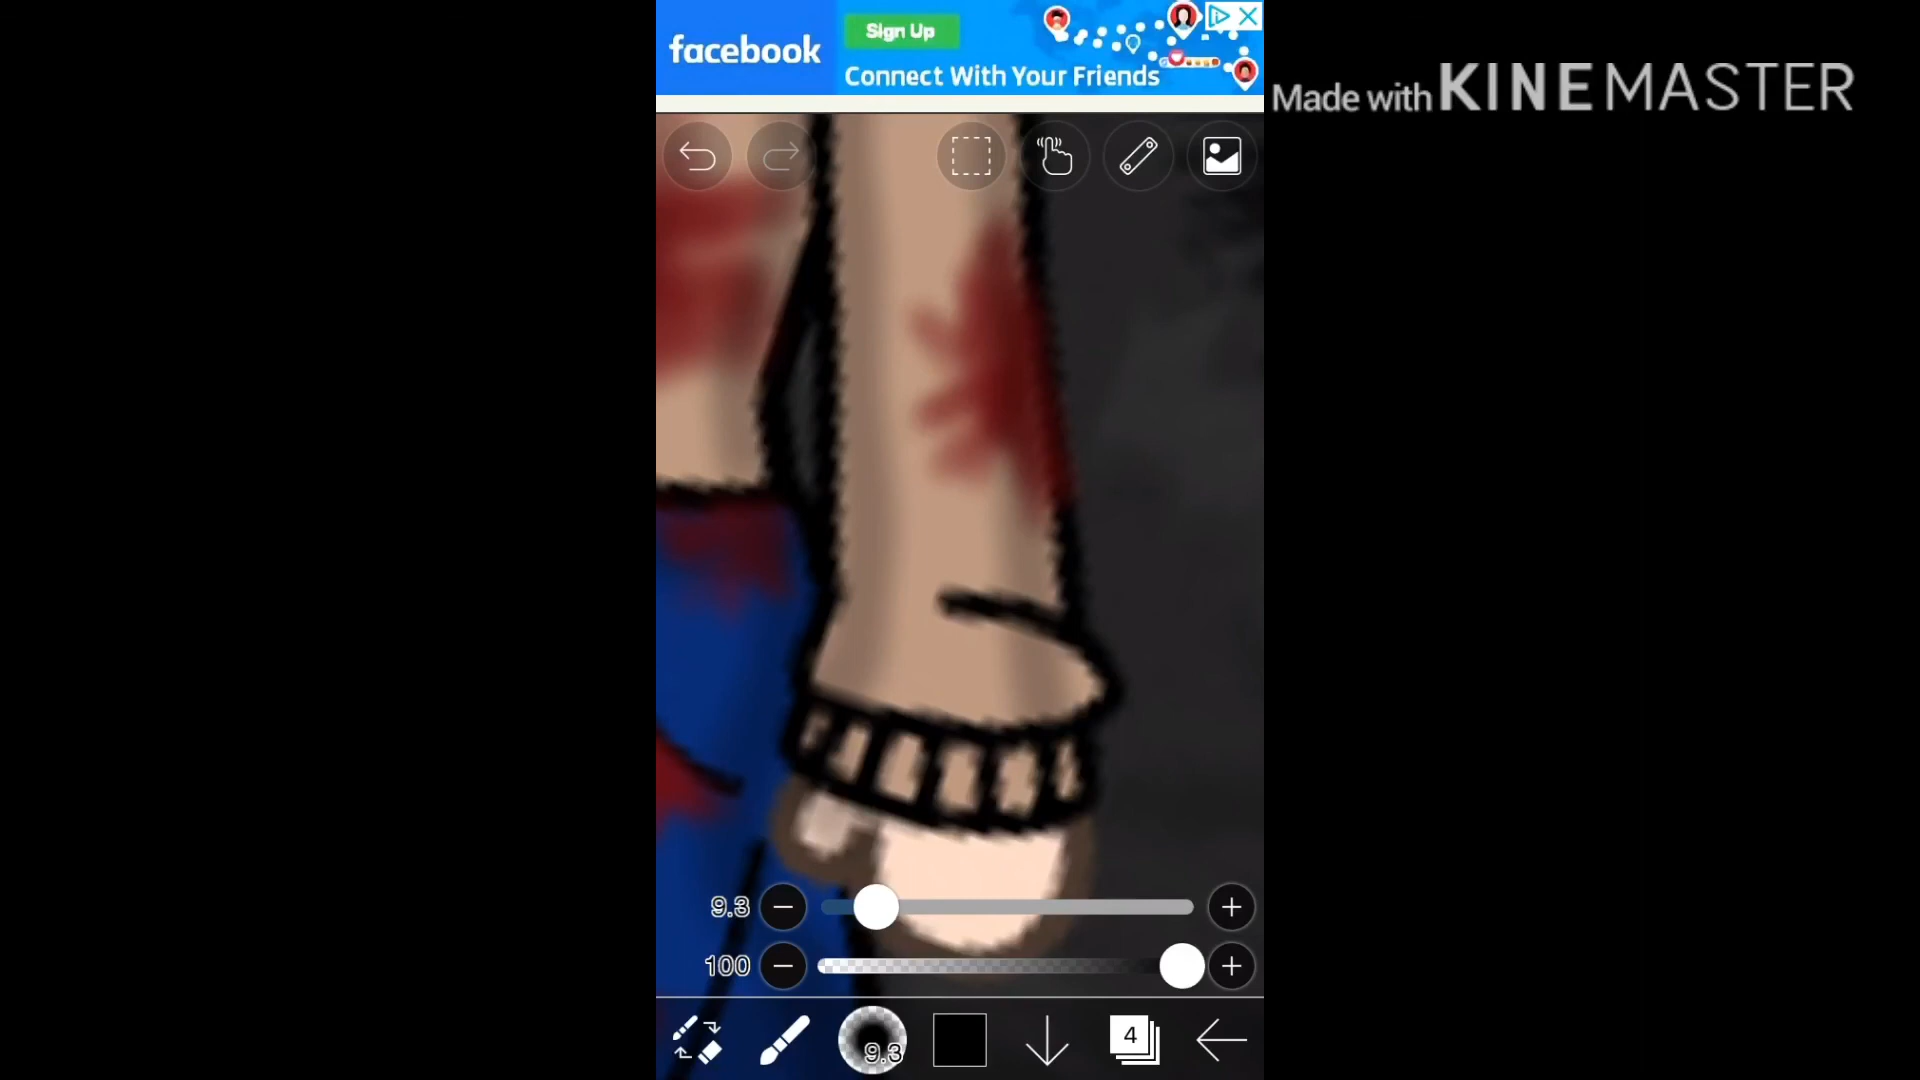 facebook
Sign Up
Connect With Your Friends
Made with KINEMASTER
9.3
100
9.3
4